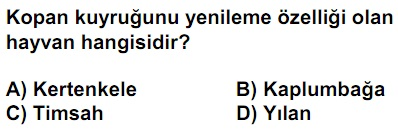 Kopan kuyruğunu yenileme özelliği olan
hayvan hangisidir?
A) Kertenkele B) Kaplumbağa
C) Timsah D) Yılan